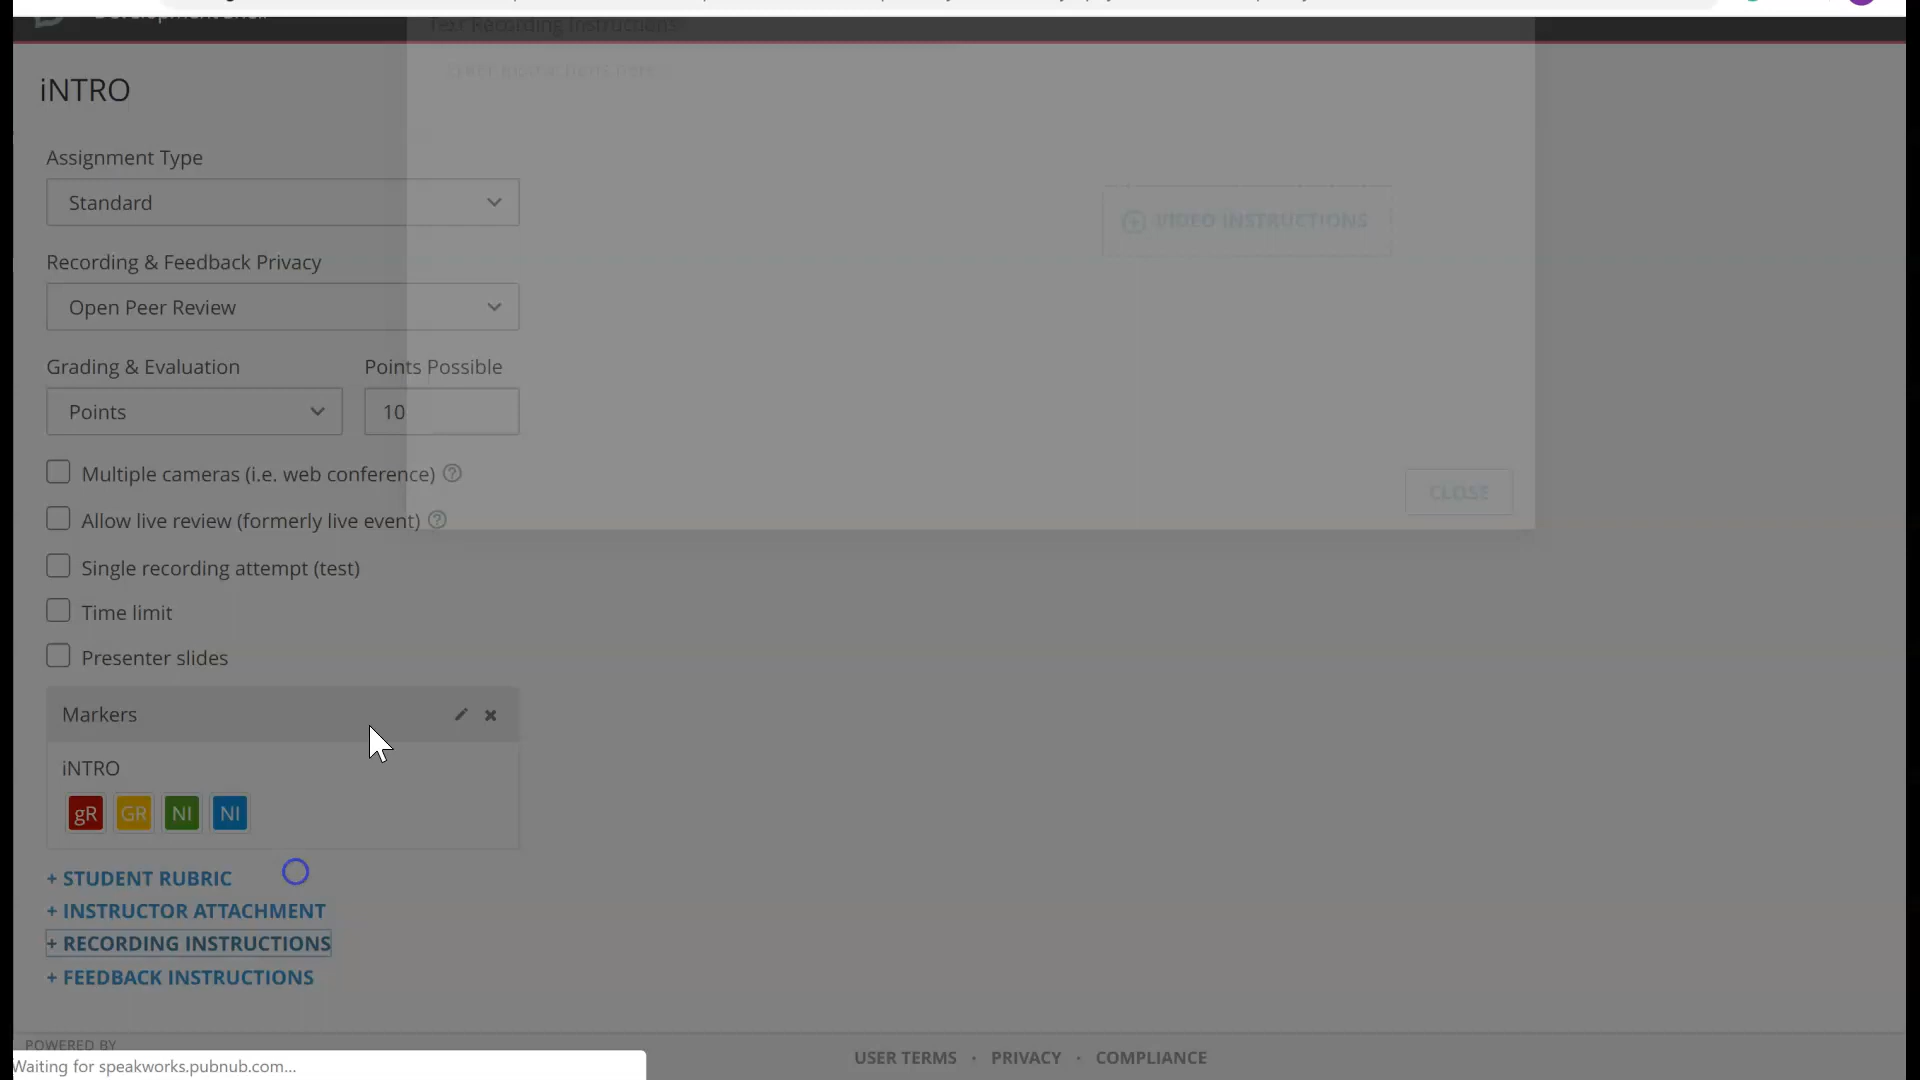 Text Recording Instructions
iNTRO
Assignment Type
Standard
Recording & Feedback Privacy
VIDEO INSTRUCTIONS
Open Peer Review
Grading & Evaluation
Points Possible
Points
10
Multiple cameras (i.e. web conference)
CLOSE
Allow live review (formerly live event)
Single recording attempt (test)
Time limit
Presenter slides
Markers
iNTRO
gR GR NI NI
+ STUDENT RUBRIC
+ INSTRUCTOR ATTACHMENT
+ RECORDING INSTRUCTIONS
+ FEEDBACK INSTRUCTIONS
POWERED BY
Waiting for speakworks.pubnub.com...
USER TERMS · PRIVACY · COMPLIANCE